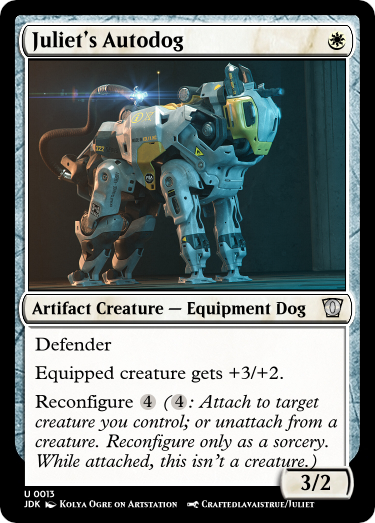 Juliet's Autodog
Artifact Creature — Equipment Dog
Defender
Equipped creature gets +3/+2.
Reconfigure 4 (4: Attach to target
creature you control; or unattach from a
creature. Reconfigure only as a sorcery.
While attached, this isn't a creature.)
3/2
U 0013
JDK Kolya Ogre on Artstation Craftedlavaistrue/Juliet